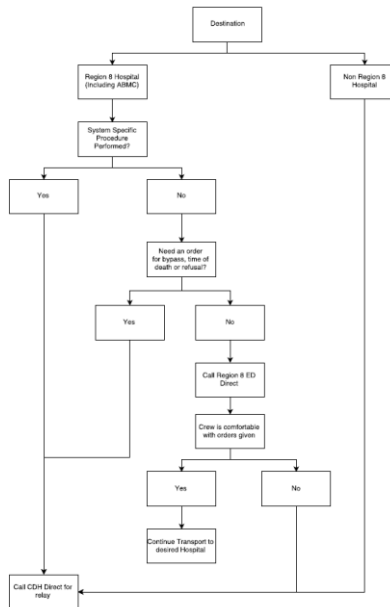 Destination
Region 8 Hospital
(Including ABMC)
Non Region 8
Hospital
System Specific
Procedure
Performed?
Yes
No
Need an order
for bypass, time of
death or refusal?
Yes
No
Call Region 8 ED
Direct
Crew is comfortable
with orders given
Yes
No
Continue Transport to
desired Hospital
Call CDH Direct for
relay